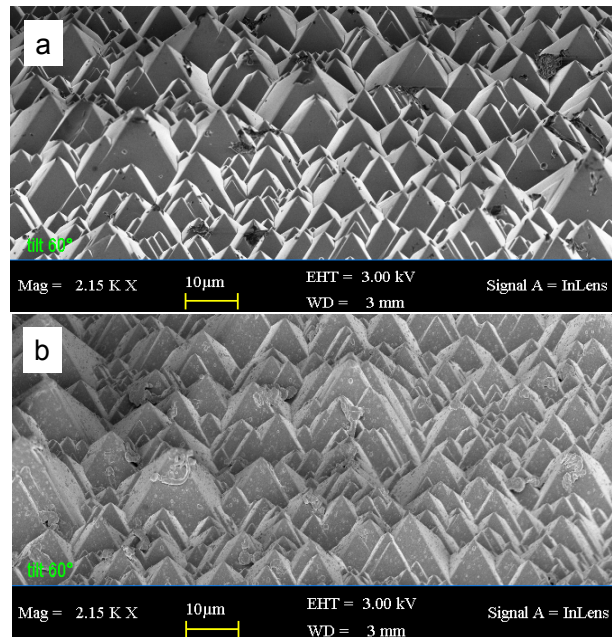 a
tilt 60°
Mag = 2.15 K X
10µm
EHT = 3.00 kV
WD = 3 mm
Signal A = InLens
b
tilt 60°
Mag = 2.15 K X
10µm
EHT = 3.00 kV
WD = 3 mm
Signal A = InLens